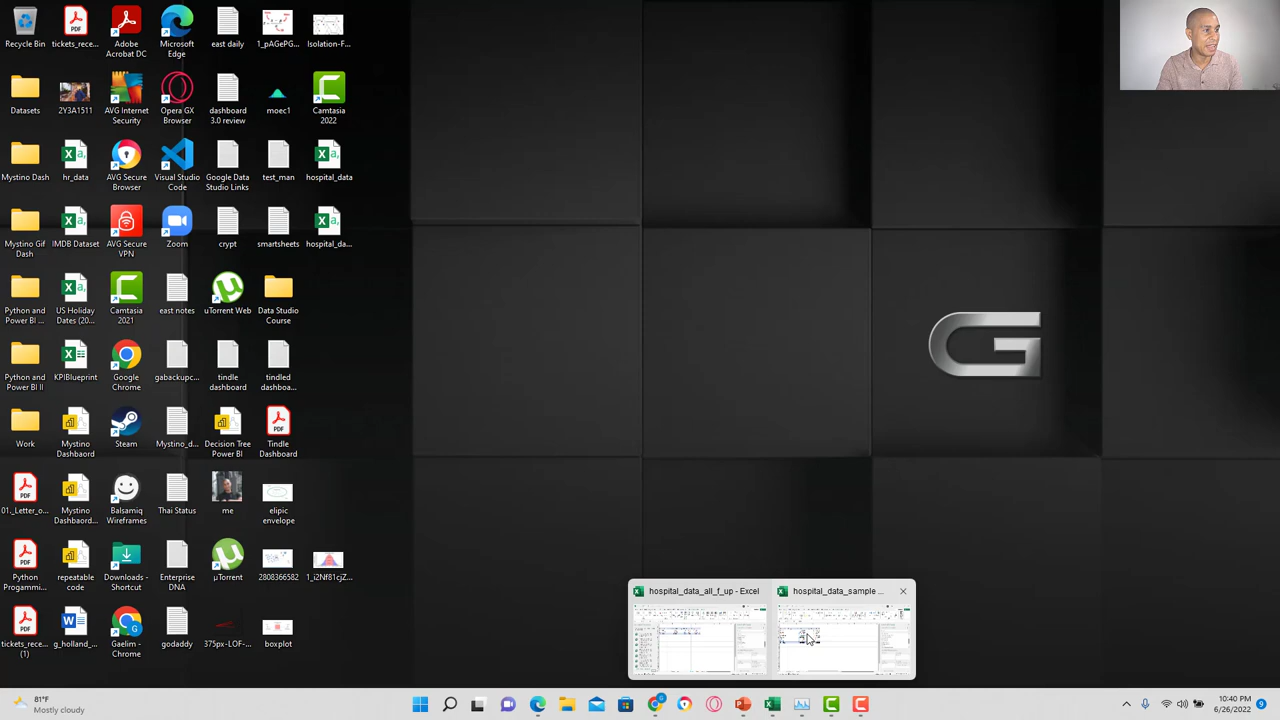 Recycle Bin
tickets_rece...
Adobe
Acrobat DC
Microsoft
Edge
east daily
1_pAGePG...
Isolation-F...
Datasets
2Y3A1511
AVG Internet
Security
Opera GX
Browser
dashboard
3.0 review
moec1
Camtasia
2022
Mystino Dash
hr_data
AVG Secure
Browser
Visual Studio
Code
Google Data
Studio Links
test_man
hospital_data
Mystino Gif
Dash
IMDB Dataset
AVG Secure
VPN
Zoom
crypt
smartsheets
hospital_da...
Python and
Power BI ...
US Holiday
Dates (20...
Camtasia
2021
east notes
uTorrent Web
Data Studio
Course
Python and
Power BI II
KPIBlueprint
Google
Chrome
gabackupc...
tindle
dashboard
tindled
dashboa...
Work
Mystino
Dashbaord
Steam
Mystino_d...
Decision Tree
Power BI
Tindle
Dashboard
01._Letter_o...
Mystino
Dashbaord...
Balsamiq
Wireframes
Thai Status
me
elipic
envelope
Python
Progammi...
repeatable
code
Downloads -
Shortcut
Enterprise
DNA
µTorrent
2808366582
1_i2Nf81cjZ...
tickets_rece...
(1)
g_holland_...
Gaelim -
Chrome
godaddy
375px-LOF-...
boxplot
G
hospital_data_all_f_up - Excel
hospital_data_sample ...
81°F
Mostly cloudy
10:40 PM
6/26/2022